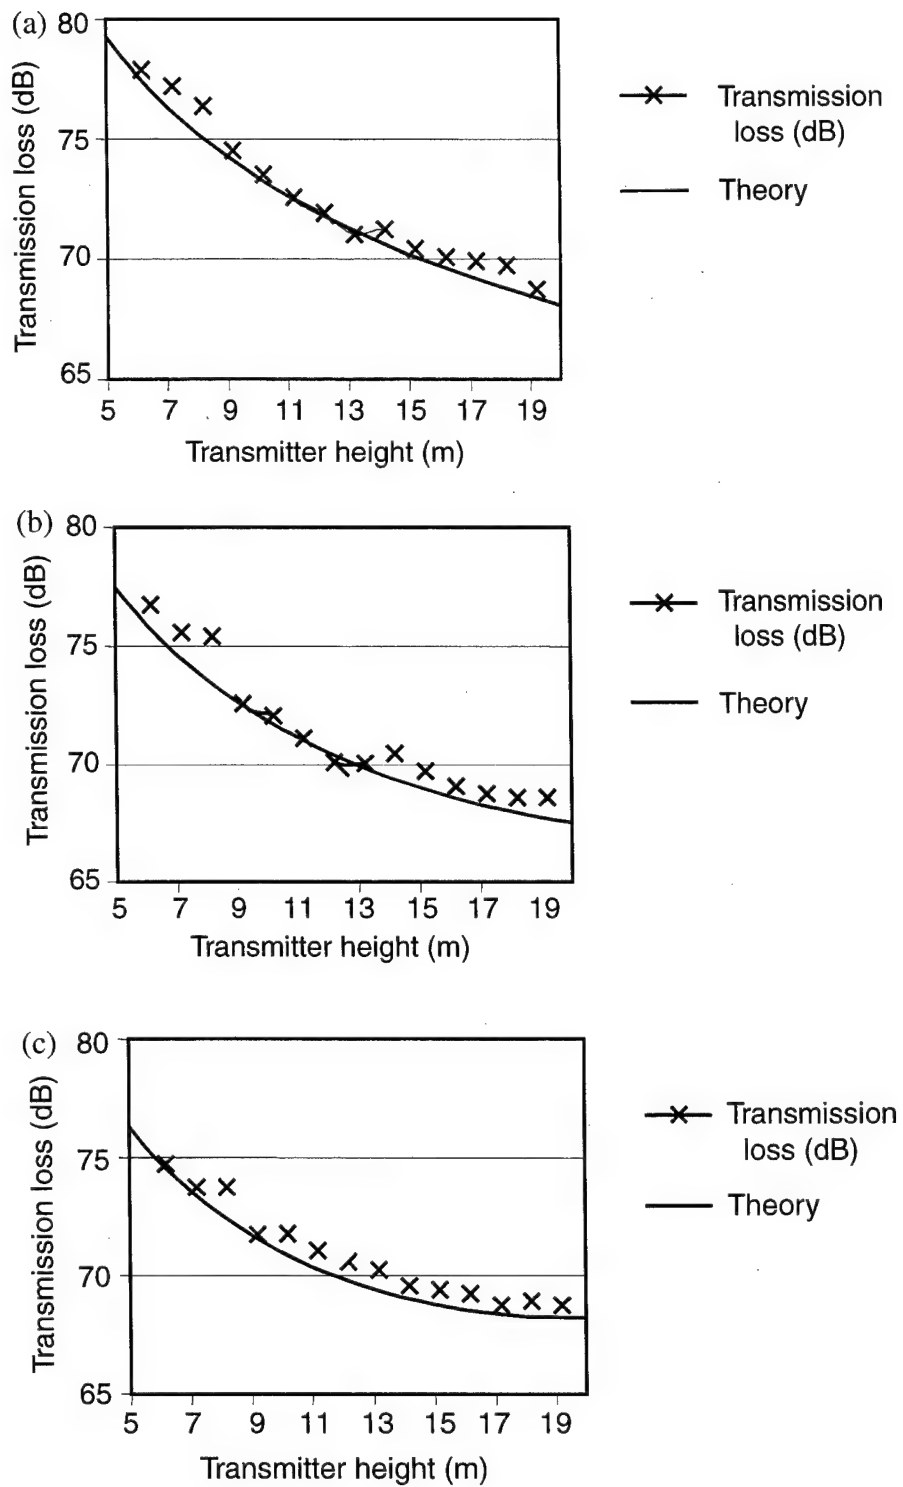 (a) 80
75
70
65
5 7 9 11 13 15 17 19
Transmitter height (m)
Transmission loss (dB)
Transmission
loss (dB)
Theory
(b) 80
75
70
65
5 7 9 11 13 15 17 19
Transmitter height (m)
Transmission loss (dB)
Transmission
loss (dB)
Theory
(c) 80
75
70
65
5 7 9 11 13 15 17 19
Transmitter height (m)
Transmission loss (dB)
Transmission
loss (dB)
Theory